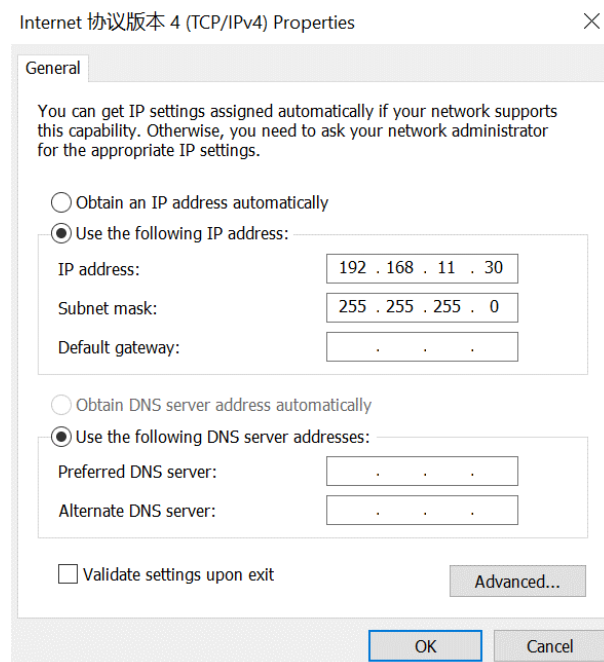 Internet 协议版本 4 (TCP/IPv4) Properties
General
You can get IP settings assigned automatically if your network supports
this capability. Otherwise, you need to ask your network administrator
for the appropriate IP settings.
Obtain an IP address automatically
Use the following IP address:
IP address: 192 . 168 . 11 . 30
Subnet mask: 255 . 255 . 255 . 0
Default gateway: . . .
Obtain DNS server address automatically
Use the following DNS server addresses:
Preferred DNS server: . . .
Alternate DNS server: . . .
Validate settings upon exit
Advanced...
OK Cancel